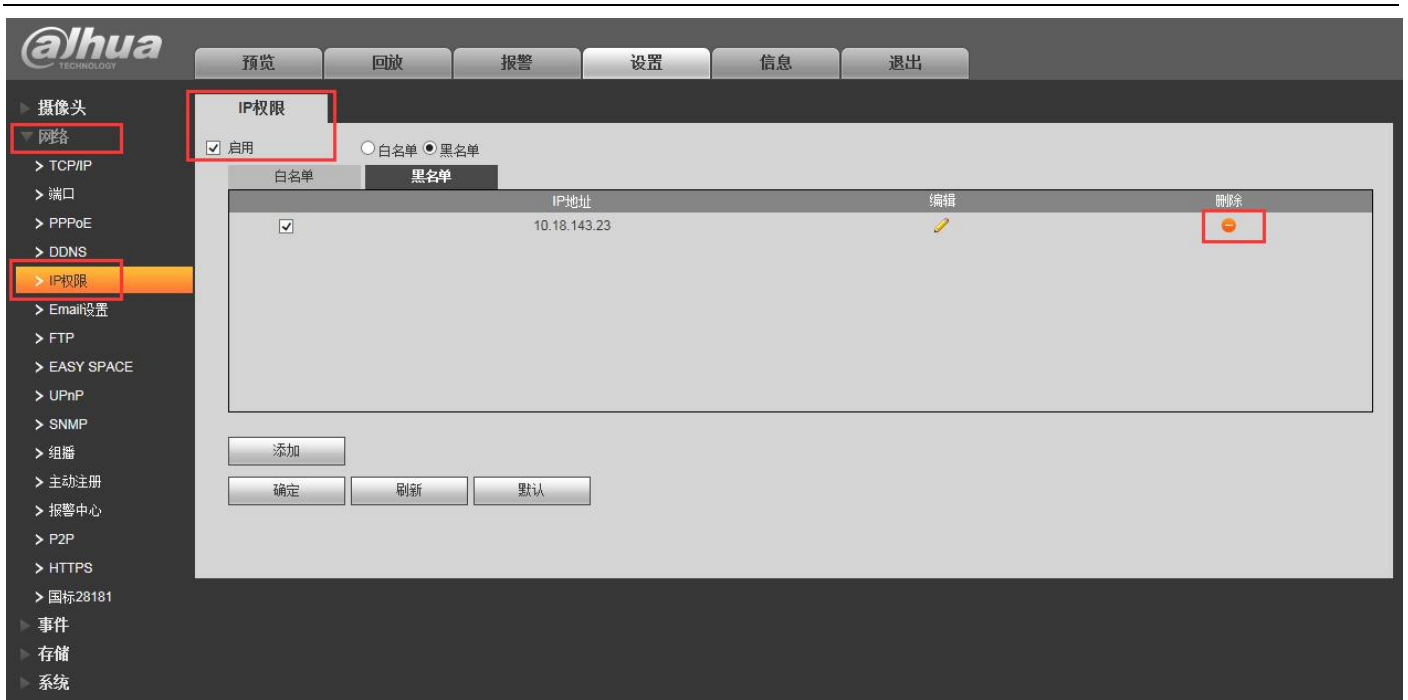 alhua
TECHNOLOGY
预览 回放 报警 设置 信息 退出
摄像头
网络
> TCP/IP
> 端口
> PPPoE
> DDNS
> IP权限
> Email设置
> FTP
> EASY SPACE
> UPnP
> SNMP
> 组播
> 主动注册
> 报警中心
> P2P
> HTTPS
> 国标28181
事件
存储
系统
IP权限
启用 白名单 黑名单
白名单 黑名单
IP地址 编辑 删除
10.18.143.23
添加
确定 刷新 默认